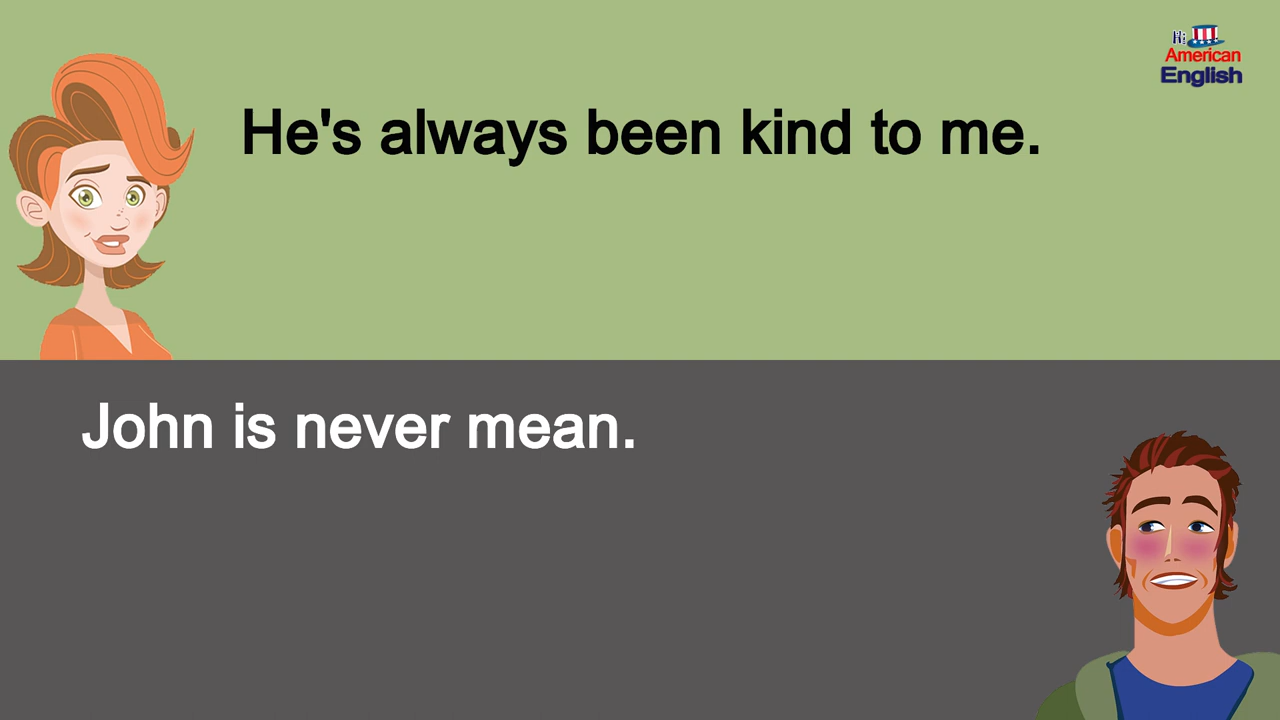 Hi
American
English
He's always been kind to me.
John is never mean.